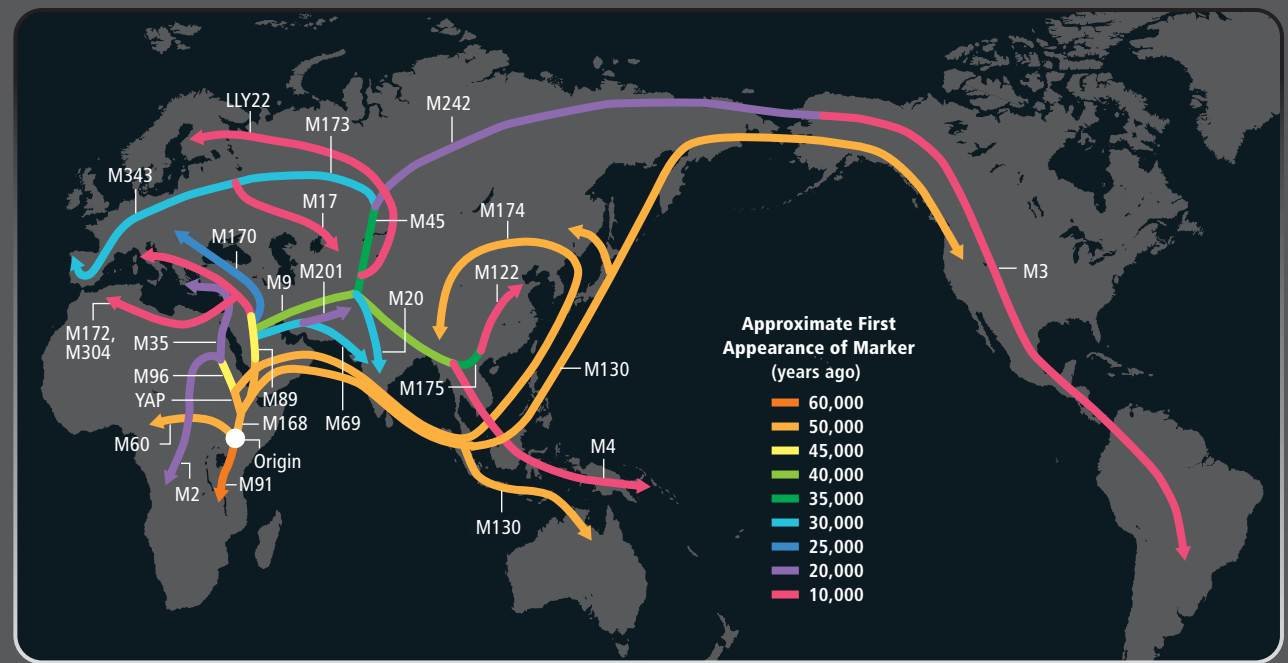 LLY22
M242
M173
M343
M17
M174
M45
M170
M122
M201
M9
M3
M20
M172,
M304
M35
Approximate First
Appearance of Marker
(years ago)
M130
M96
M175
YAP
M89
60,000
M168
M69
50,000
M60
M4
45,000
Origin
40,000
M2
M91
35,000
M130
30,000
25,000
20,000
10,000